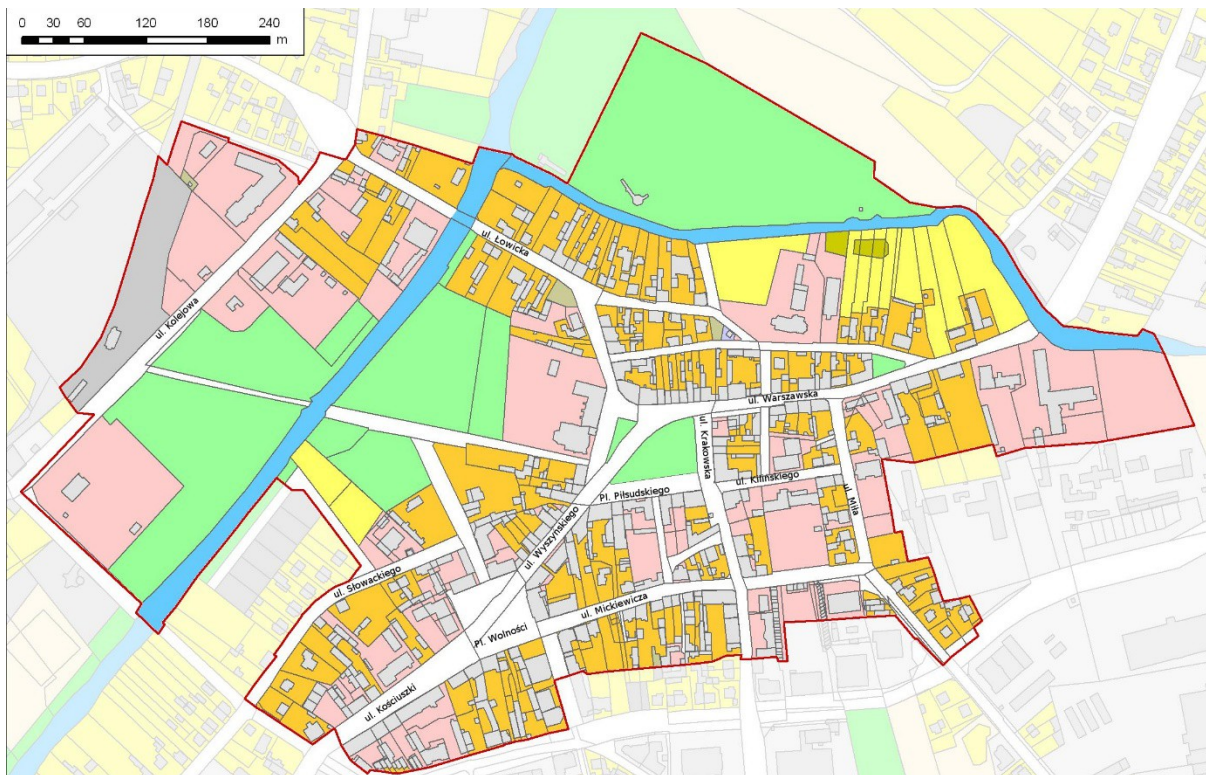 0 30 60 120 180 240
m
ul. Łowicka
ul. Kolejowa
ul. Warszawska
ul. Krakowska
ul. Kilińskiego
Pl. Piłsudskiego
ul. Miła
ul. Wyszyńskiego
ul. Słowackiego
ul. Mickiewicza
Pl. Wolności
ul. Kościuszki